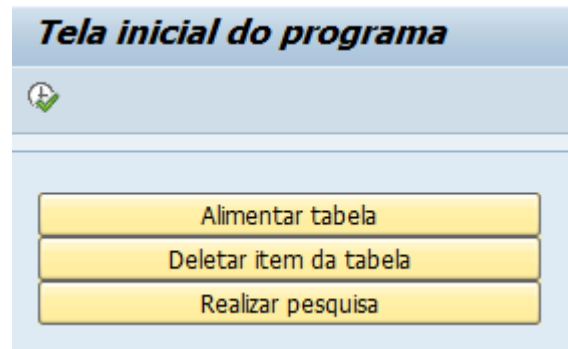 Tela inicial do programa
Alimentar tabela
Deletar item da tabela
Realizar pesquisa